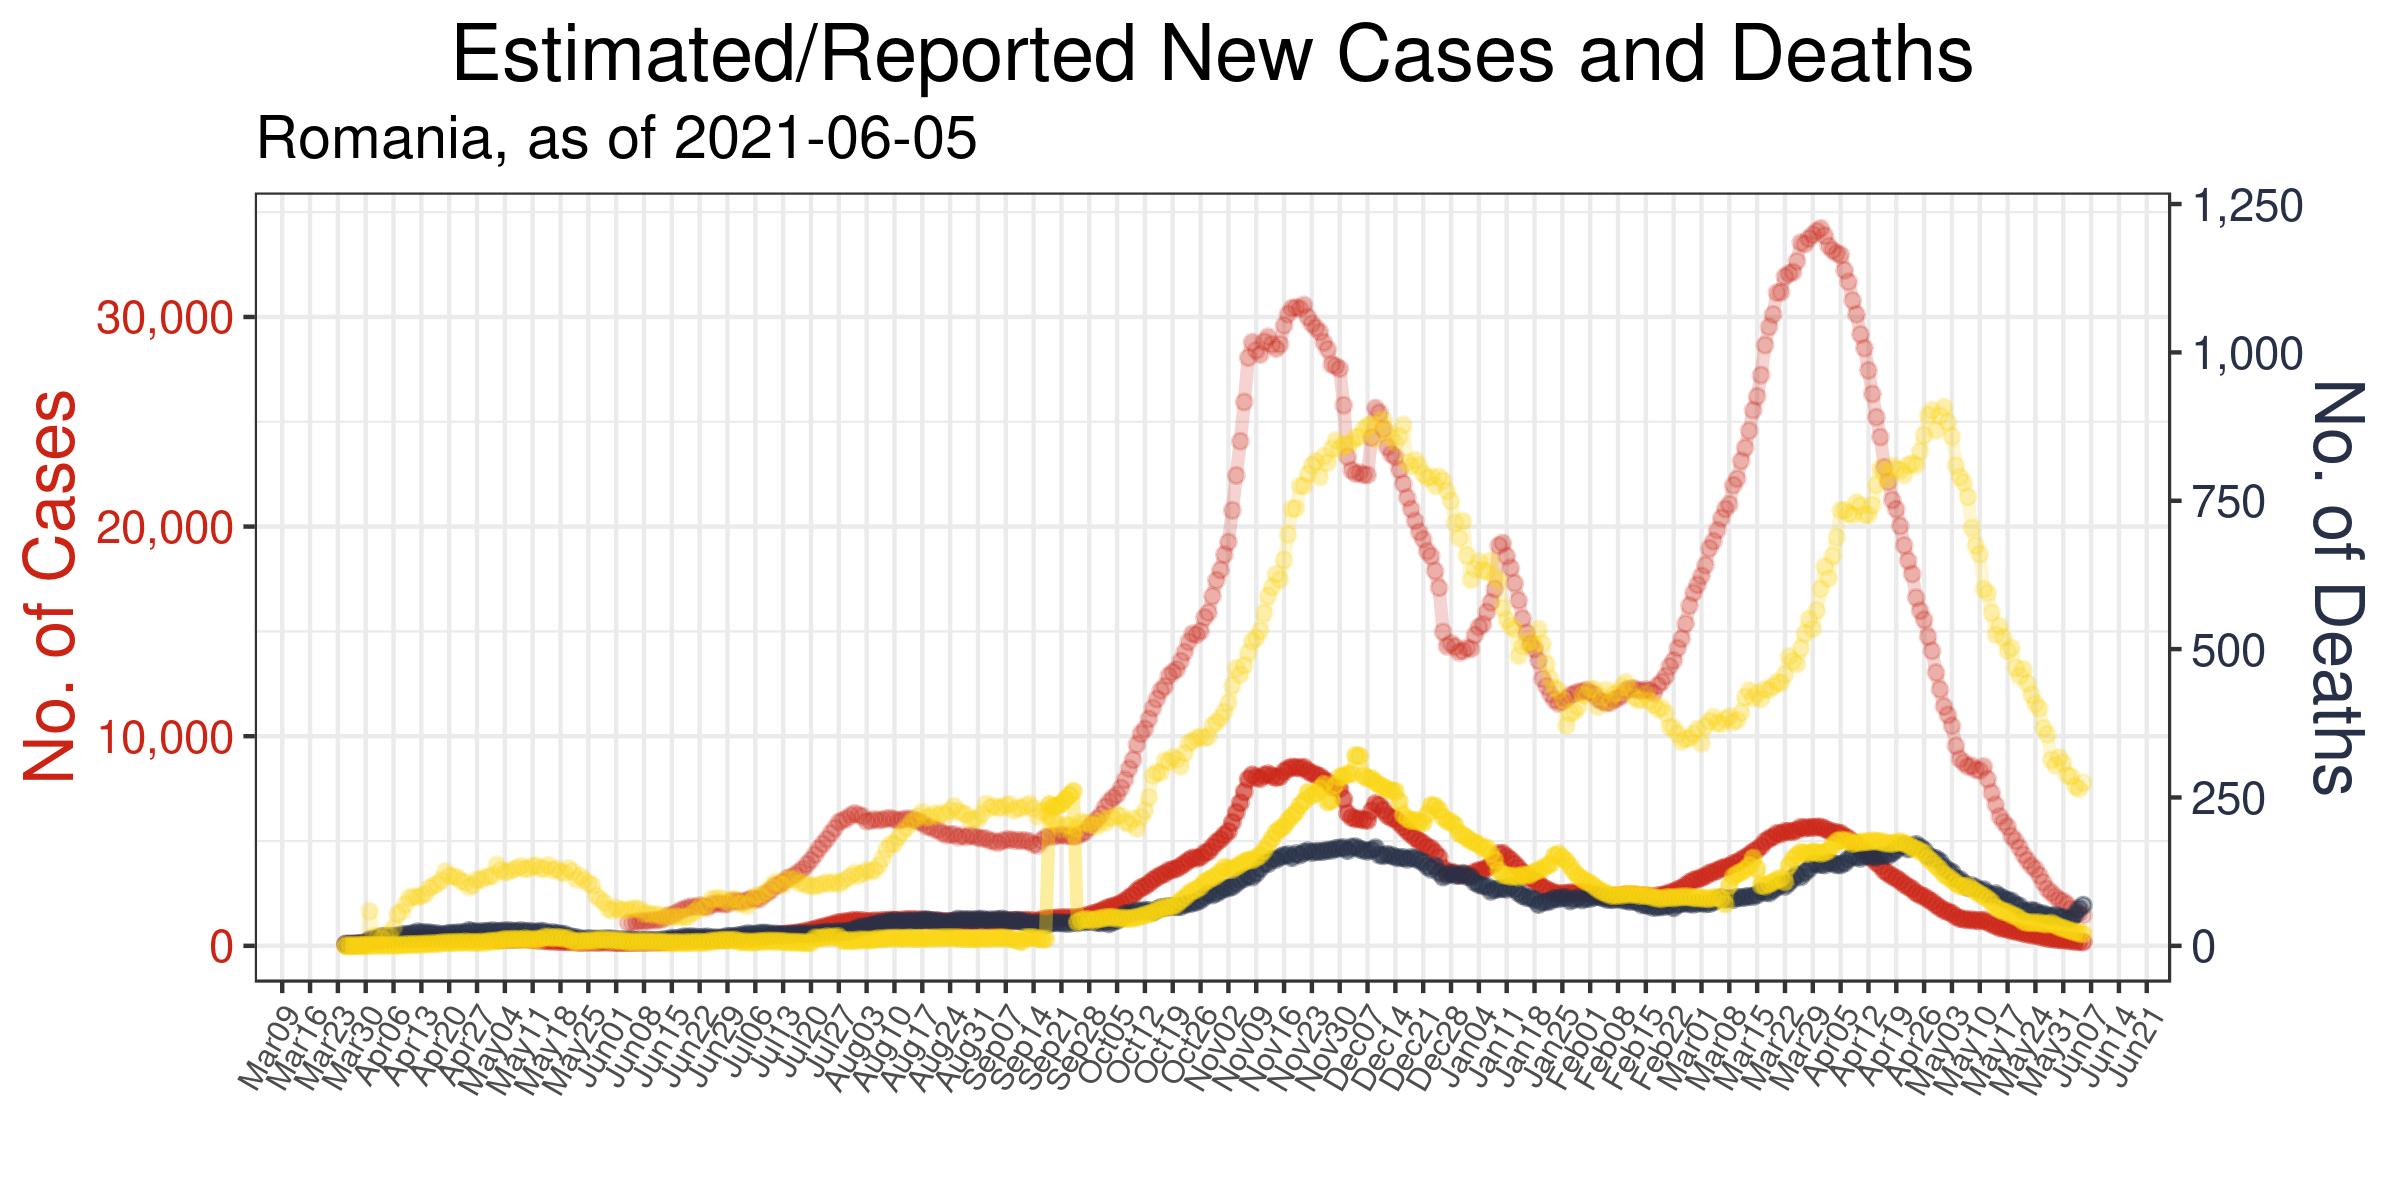 Estimated/Reported New Cases and Deaths
Romania, as of 2021-06-05
No. of Cases
30,000
20,000
10,000
0
1,250
1,000
750
500
250
0
No. of Deaths
Mar09
Mar16
Mar23
Mar30
Apr06
Apr13
Apr20
Apr27
May04
May11
May18
May25
Jun01
Jun08
Jun15
Jun22
Jun29
Jul06
Jul13
Jul20
Jul27
Aug03
Aug10
Aug17
Aug24
Aug31
Sep07
Sep14
Sep21
Sep28
Oct05
Oct12
Oct19
Oct26
Nov02
Nov09
Nov16
Nov23
Nov30
Dec07
Dec14
Dec21
Dec28
Jan04
Jan11
Jan18
Jan25
Feb01
Feb08
Feb15
Feb22
Mar01
Mar08
Mar15
Mar22
Mar29
Apr05
Apr12
Apr19
Apr26
May03
May10
May17
May24
May31
Jun07
Jun14
Jun21